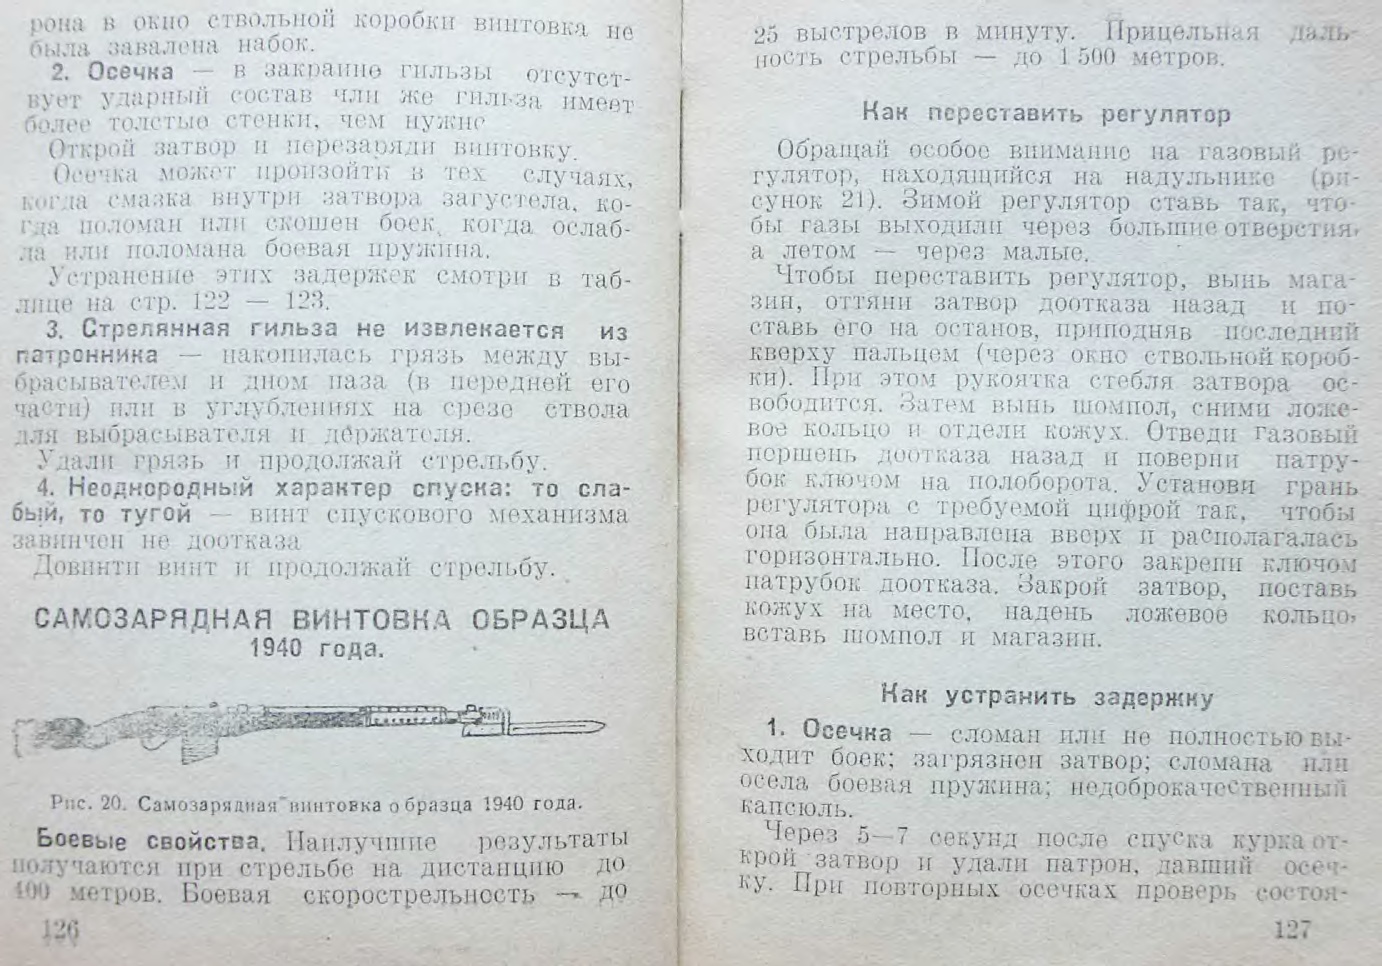 рона в окно ствольной коробки винтовка не
была завалена набок.
2. Осечка — в закраине гильзы отсутст-
вует ударный состав или же гильза имеет
более толстые стенки, чем нужно
Открой затвор и перезаряди винтовку.
Осечка может произойти в тех случаях,
когда смазка внутри затвора загустела, ко-
гда поломан или скошен боек, когда ослаб-
ла или поломана боевая пружина.
Устранение этих задержек смотри в таб-
лице на стр. 122 — 123.
3. Стрелянная гильза не извлекается из
патронника — накопилась грязь между вы-
брасывателем и дном паза (в передней его
части) или в углублениях на срезе ствола
для выбрасывателя и держателя.
Удали грязь и продолжай стрельбу.
4. Неоднородный характер спуска: то сла-
бый, то тугой — винт спускового механизма
завинчен не доотказа
Довинти винт и продолжай стрельбу.
САМОЗАРЯДНАЯ ВИНТОВКА ОБРАЗЦА
1940 года.
Рис. 20. Самозарядная винтовка образца 1940 года.
Боевые свойства. Наилучшие результаты
получаются при стрельбе на дистанцию до
400 метров. Боевая скорострельность — до
126
25 выстрелов в минуту. Прицельная даль-
ность стрельбы — до 1500 метров.
Как переставить регулятор
Обращай особое внимание на газовый ре-
гулятор, находящийся на надульнике (ри-
сунок 21). Зимой регулятор ставь так, что-
бы газы выходили через большие отверстия,
а летом — через малые.
Чтобы переставить регулятор, вынь мага-
зин, оттяни затвор доотказа назад и по-
ставь его на останов, приподняв последний
кверху пальцем (через окно ствольной короб-
ки). При этом рукоятка стебля затвора ос-
вободится. Затем вынь шомпол, сними ложе-
вое кольцо и отдели кожух. Отведи газовый
поршень доотказа назад и поверни патру-
бок ключом на полоборота. Установи грань
регулятора с требуемой цифрой так, чтобы
она была направлена вверх и располагалась
горизонтально. После этого закрепи ключом
патрубок доотказа. Закрой затвор, поставь
кожух на место, надень ложевое кольцо,
вставь шомпол и магазин.
Как устранить задержку
1. Осечка — сломан или не полностью вы-
ходит боек; загрязнен затвор; сломана или
осела боевая пружина; недоброкачественный
капсюль.
Через 5—7 секунд после спуска курка от-
крой затвор и удали патрон, давший осеч-
ку. При повторных осечках проверь состоя-
127